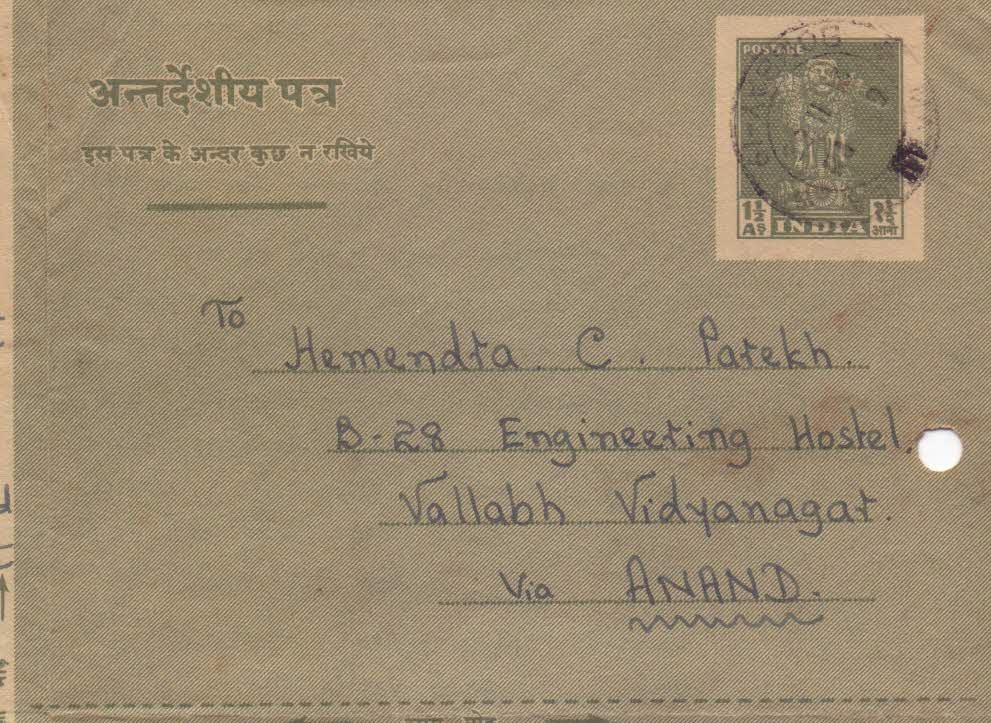 अन्तर्देशीय पत्र
इस पत्र के अन्दर कुछ न रखिये
POSTAGE
1½ As. INDIA १½ आना
To
Hemendra. C. Parekh.
B-28 Engineering Hostel.
Vallabh Vidyanagar.
Via ANAND.